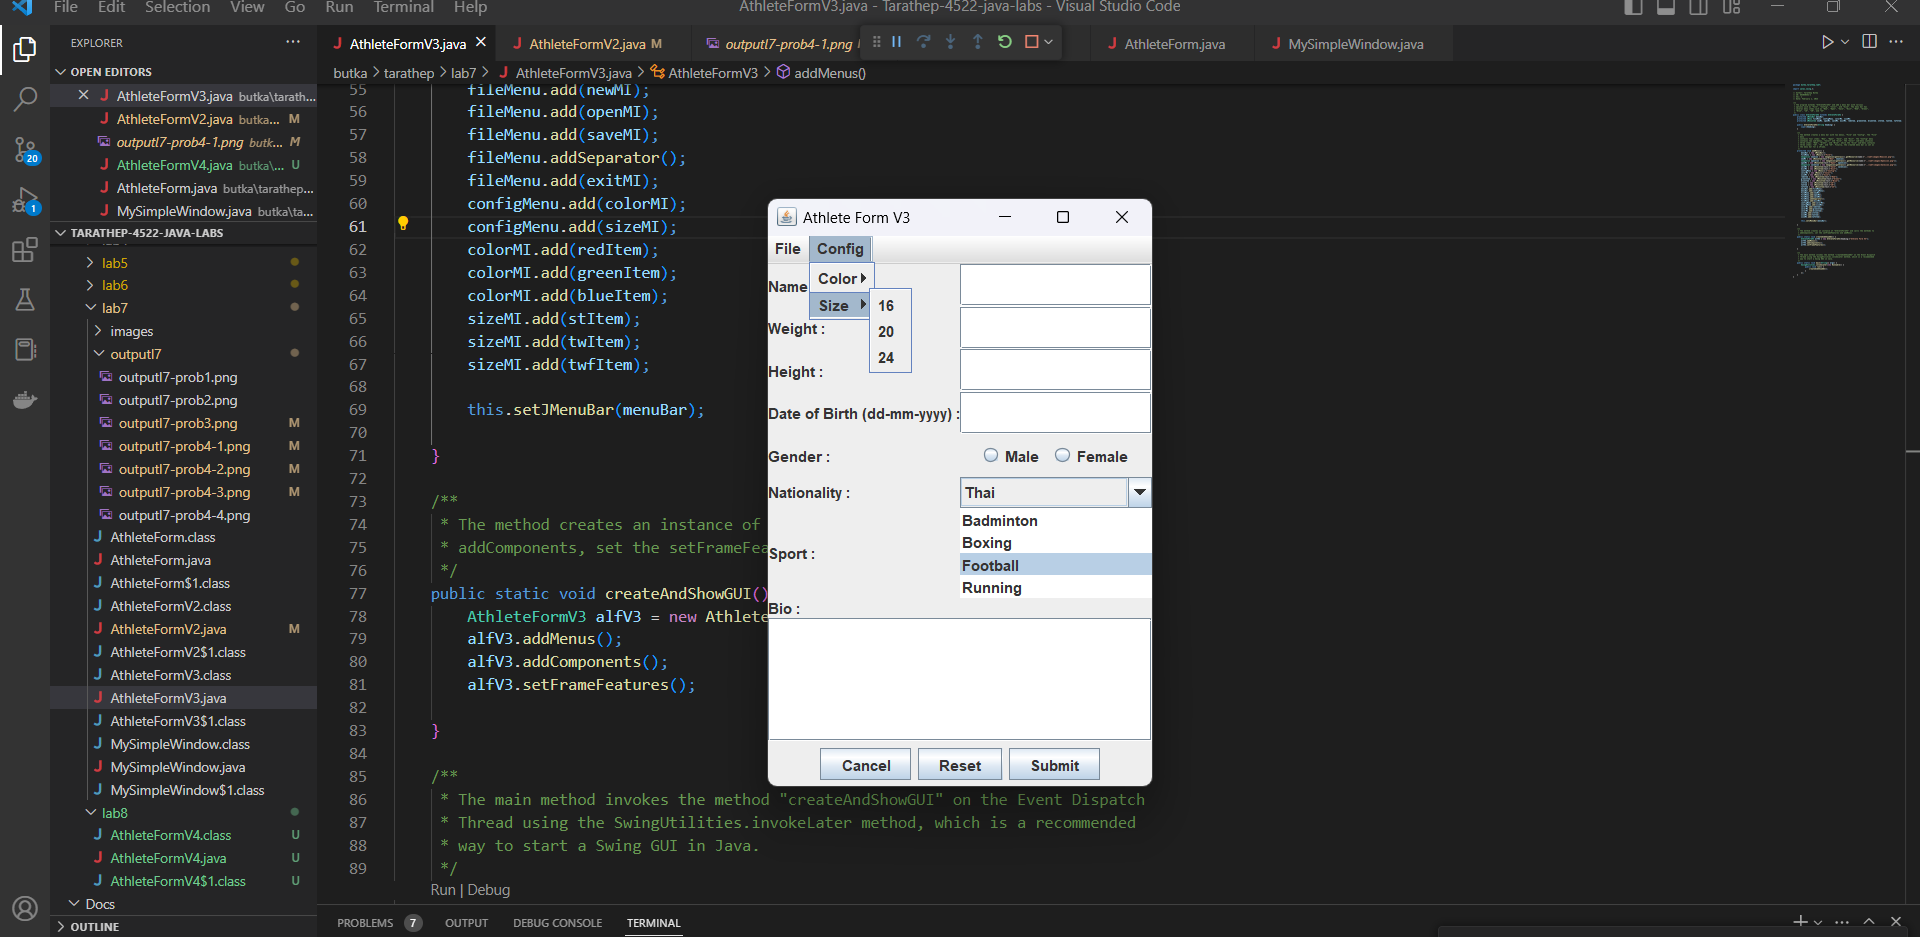 File Edit Selection View Go Run Terminal Help
AthleteFormV3.java - Tarathep-4522-java-labs - Visual Studio Code
EXPLORER
OPEN EDITORS
AthleteFormV3.java butka\tarath...
AthleteFormV2.java butka... M
outputl7-prob4-1.png butk... M
AthleteFormV4.java butka\... U
AthleteForm.java butka\tarathep...
MySimpleWindow.java butka\ta...
TARATHEP-4522-JAVA-LABS
lab5
lab6
lab7
images
outputl7
outputl7-prob1.png
outputl7-prob2.png
outputl7-prob3.png M
outputl7-prob4-1.png M
outputl7-prob4-2.png M
outputl7-prob4-3.png M
outputl7-prob4-4.png
AthleteForm.class
AthleteForm.java
AthleteForm$1.class
AthleteFormV2.class
AthleteFormV2.java M
AthleteFormV2$1.class
AthleteFormV3.class
AthleteFormV3.java
AthleteFormV3$1.class
MySimpleWindow.class
MySimpleWindow.java
MySimpleWindow$1.class
lab8
AthleteFormV4.class U
AthleteFormV4.java U
AthleteFormV4$1.class U
Docs
OUTLINE
20
1
AthleteFormV3.java AthleteFormV2.java M outputl7-prob4-1.png AthleteForm.java MySimpleWindow.java
butka > tarathep > lab7 > AthleteFormV3.java > AthleteFormV3 > addMenus()
55 fileMenu.add(newMI);
56 fileMenu.add(openMI);
57 fileMenu.add(saveMI);
58 fileMenu.addSeparator();
59 fileMenu.add(exitMI);
60 configMenu.add(colorMI);
61 configMenu.add(sizeMI);
62 colorMI.add(redItem);
63 colorMI.add(greenItem);
64 colorMI.add(blueItem);
65 sizeMI.add(stItem);
66 sizeMI.add(twItem);
67 sizeMI.add(twfItem);
68
69 this.setJMenuBar(menuBar);
70
71 }
72
73 /**
74 * The method creates an instance of
75 * addComponents, set the setFrameFea
76 */
77 public static void createAndShowGUI()
78 AthleteFormV3 alfV3 = new Athlete
79 alfV3.addMenus();
80 alfV3.addComponents();
81 alfV3.setFrameFeatures();
82
83 }
84
85 /**
86 * The main method invokes the method "createAndShowGUI" on the Event Dispatch
87 * Thread using the SwingUtilities.invokeLater method, which is a recommended
88 * way to start a Swing GUI in Java.
89 */
Run | Debug
PROBLEMS 7 OUTPUT DEBUG CONSOLE TERMINAL
Athlete Form V3
File Config
Color
Size
16
20
24
Name
Weight :
Height :
Date of Birth (dd-mm-yyyy) :
Gender : Male Female
Nationality : Thai
Sport :
Badminton
Boxing
Football
Running
Bio :
Cancel Reset Submit